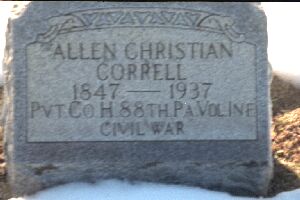 ALLEN CHRISTIAN
CORRELL
1847 — 1937
PVT. CO. H. 88TH. PA. VOL. INF.
CIVIL WAR